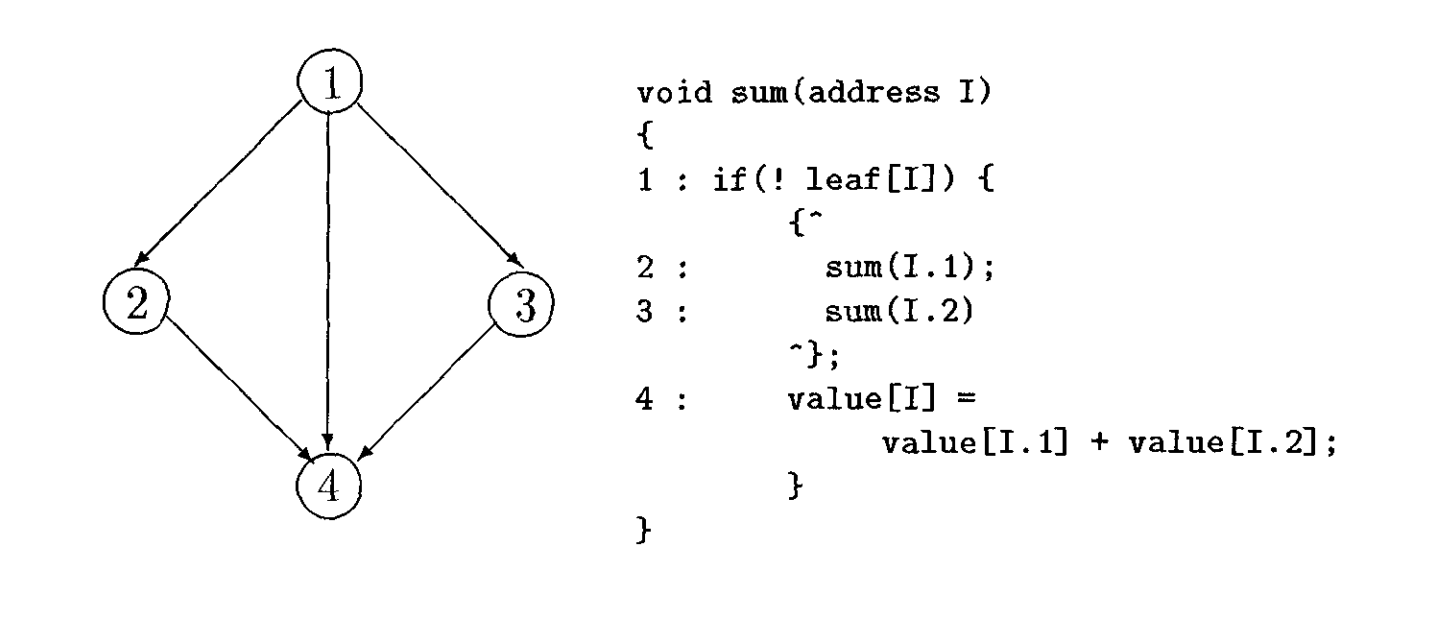 1
2
3
4
void sum(address I)
{
1 : if(! leaf[I]) {
{^
2 : sum(I.1);
3 : sum(I.2)
^};
4 : value[I] =
value[I.1] + value[I.2];
}
}